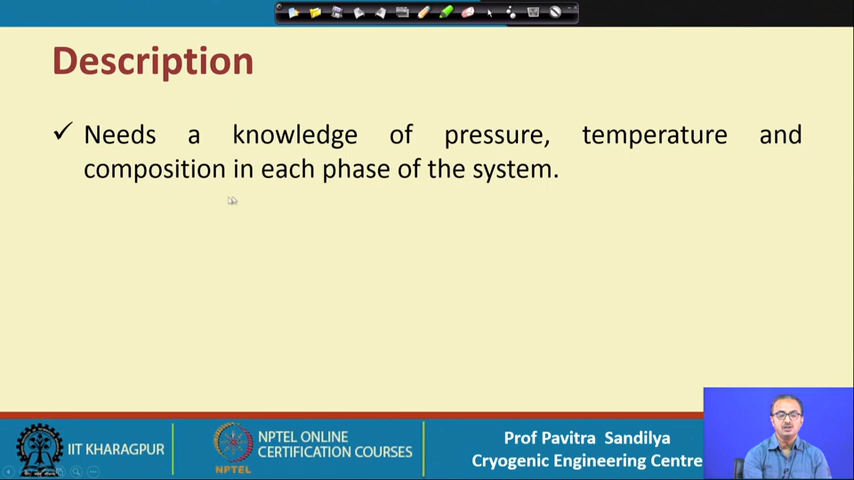 Description
✓ Needs a knowledge of pressure, temperature and
composition in each phase of the system.
IIT KHARAGPUR
NPTEL
NPTEL ONLINE
CERTIFICATION COURSES
Prof Pavitra Sandilya
Cryogenic Engineering Centre